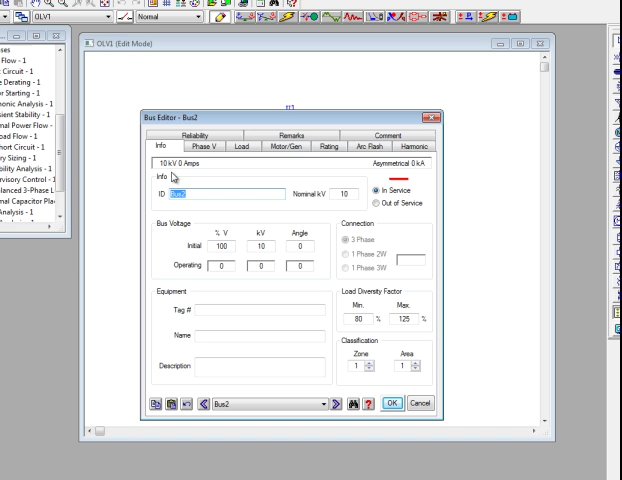 OLV1
Normal
OLV1 (Edit Mode)
Flow - 1
Circuit - 1
Derating - 1
Starting - 1
Analysis - 1
Stability - 1
Power Flow -
Flow - 1
Circuit - 1
Sizing - 1
Analysis - 1
Control - 1
3-Phase L
Capacitor Pla
Analysis - 1
Bus Editor - Bus2
Reliability
Remarks
Comment
Info
Phase V
Load
Motor/Gen
Rating
Arc Flash
Harmonic
10 kV 0 Amps
Asymmetrical 0 kA
Info
ID
Bus2
Nominal kV
10
In Service
Out of Service
Bus Voltage
% V
kV
Angle
Initial
100
10
0
Operating
0
0
0
Connection
3 Phase
1 Phase 2W
1 Phase 3W
Equipment
Tag #
Name
Description
Load Diversity Factor
Min.
Max.
80
%
125
%
Classification
Zone
Area
1
1
Bus2
OK
Cancel